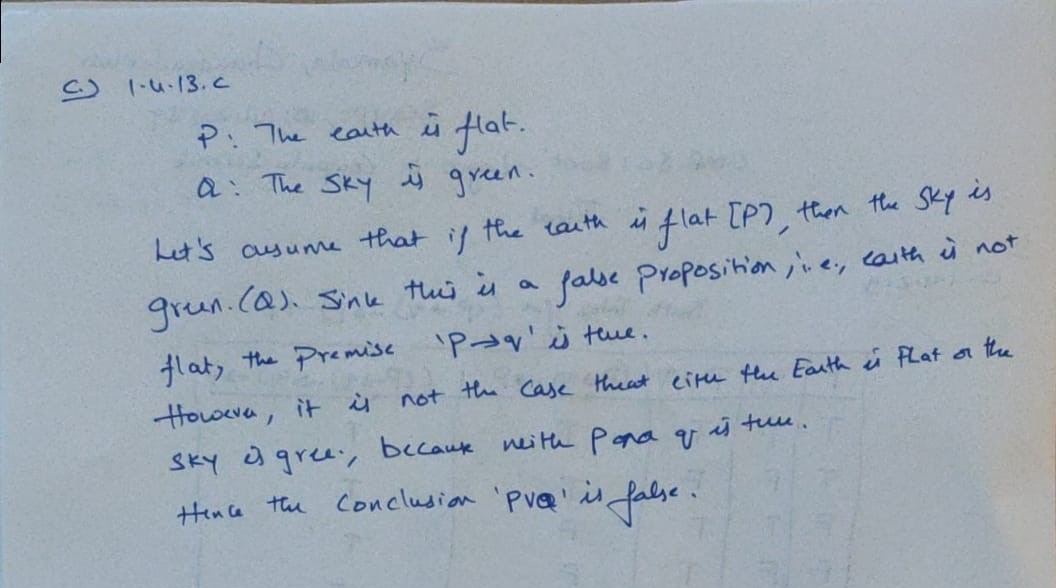 C.) 1.4.13.c
P: The earth is flat.
Q: The Sky is green.
Let's assume that if the earth is flat [P], then the Sky is
green.(Q). Since this is a false proposition, i.e., earth is not
flat, the Premise 'P→q' is true.
However, it is not the case that either the Earth is Flat or the
sky is green, because neith P and q is true.
Hence the Conclusion 'PVQ' is false.